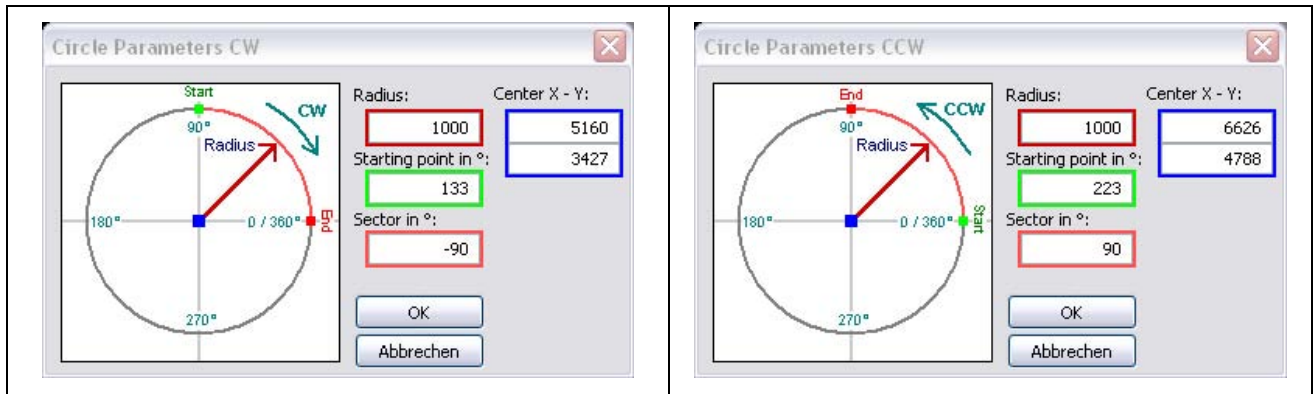 Circle Parameters CW
Start
CW
90°
Radius
180°
0 / 360°
End
270°
Radius:
Center X - Y:
1000
5160
3427
Starting point in °:
133
Sector in °:
-90
OK
Abbrechen
Circle Parameters CCW
End
CCW
90°
Radius
180°
0 / 360°
Start
270°
Radius:
Center X - Y:
1000
6626
4788
Starting point in °:
223
Sector in °:
90
OK
Abbrechen